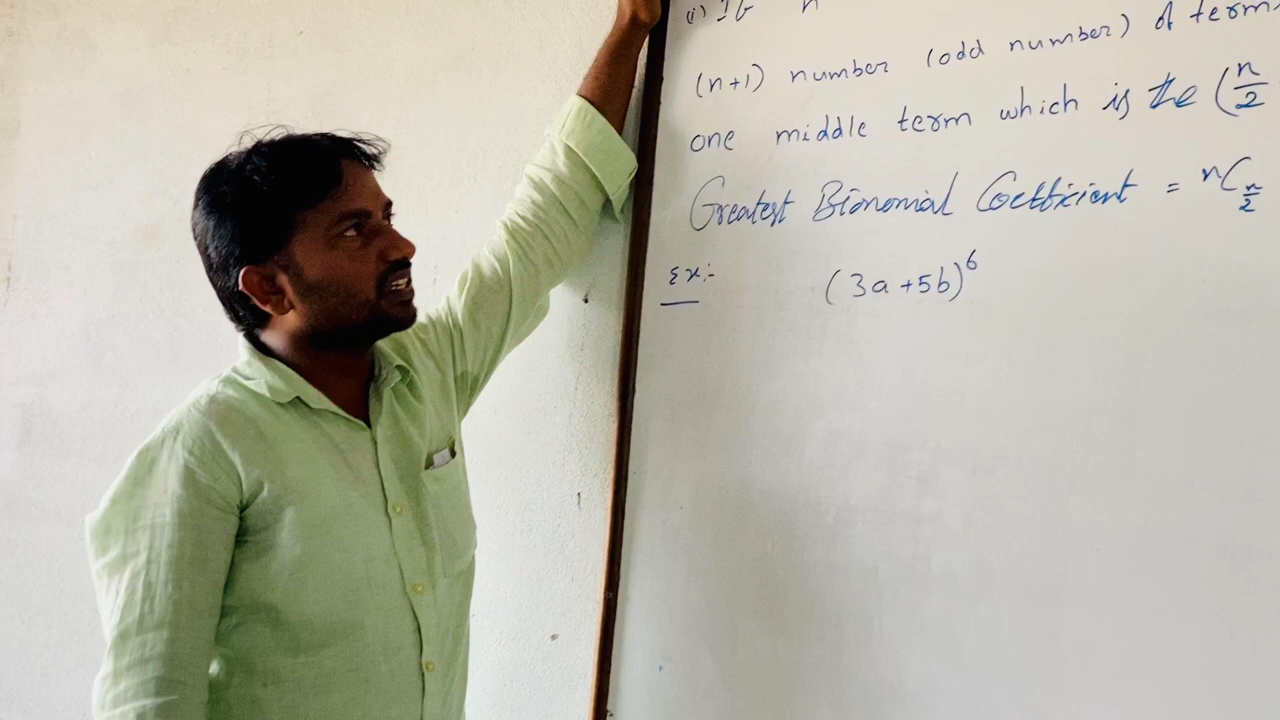 (i) If n
(n+1) number (odd number) of terms
one middle term which is the (n/2
Greatest Binomial Coefficient = nC n/2
Ex:-
(3a+5b)^6